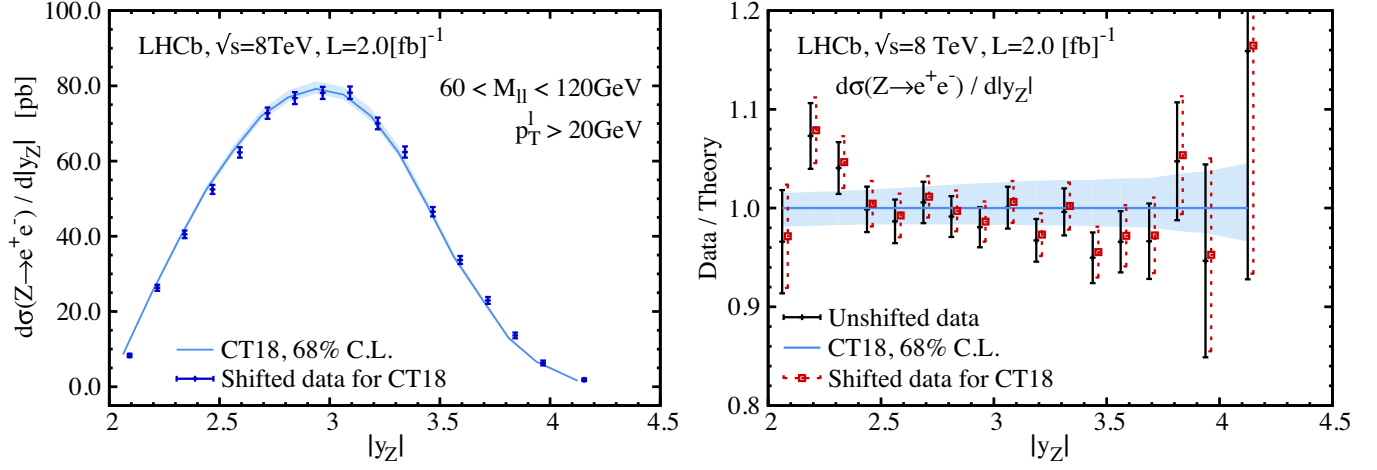 LHCb, √s=8TeV, L=2.0[fb]⁻¹
60 < M_ll < 120GeV
p_T^l > 20GeV
dσ(Z→e⁺e⁻) / d|y_Z| [pb]
100.0
80.0
60.0
40.0
20.0
0.0
CT18, 68% C.L.
Shifted data for CT18
2
2.5
3
3.5
4
4.5
|y_Z|
LHCb, √s=8 TeV, L=2.0 [fb]⁻¹
dσ(Z→e⁺e⁻) / d|y_Z|
Data / Theory
1.2
1.1
1.0
0.9
0.8
Unshifted data
CT18, 68% C.L.
Shifted data for CT18
2
2.5
3
3.5
4
4.5
|y_Z|